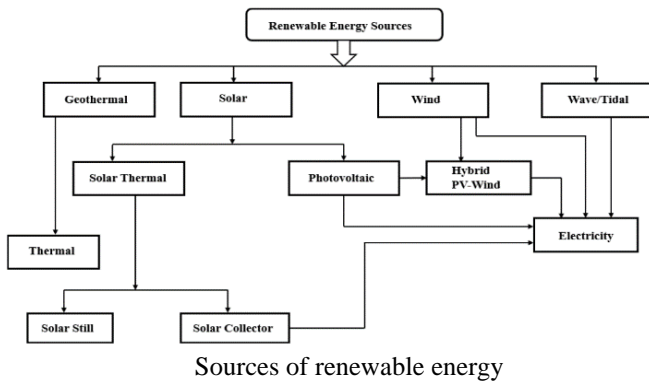 Renewable Energy Sources
Geothermal
Solar
Wind
Wave/Tidal
Solar Thermal
Photovoltaic
Hybrid
PV-Wind
Thermal
Electricity
Solar Still
Solar Collector
Sources of renewable energy